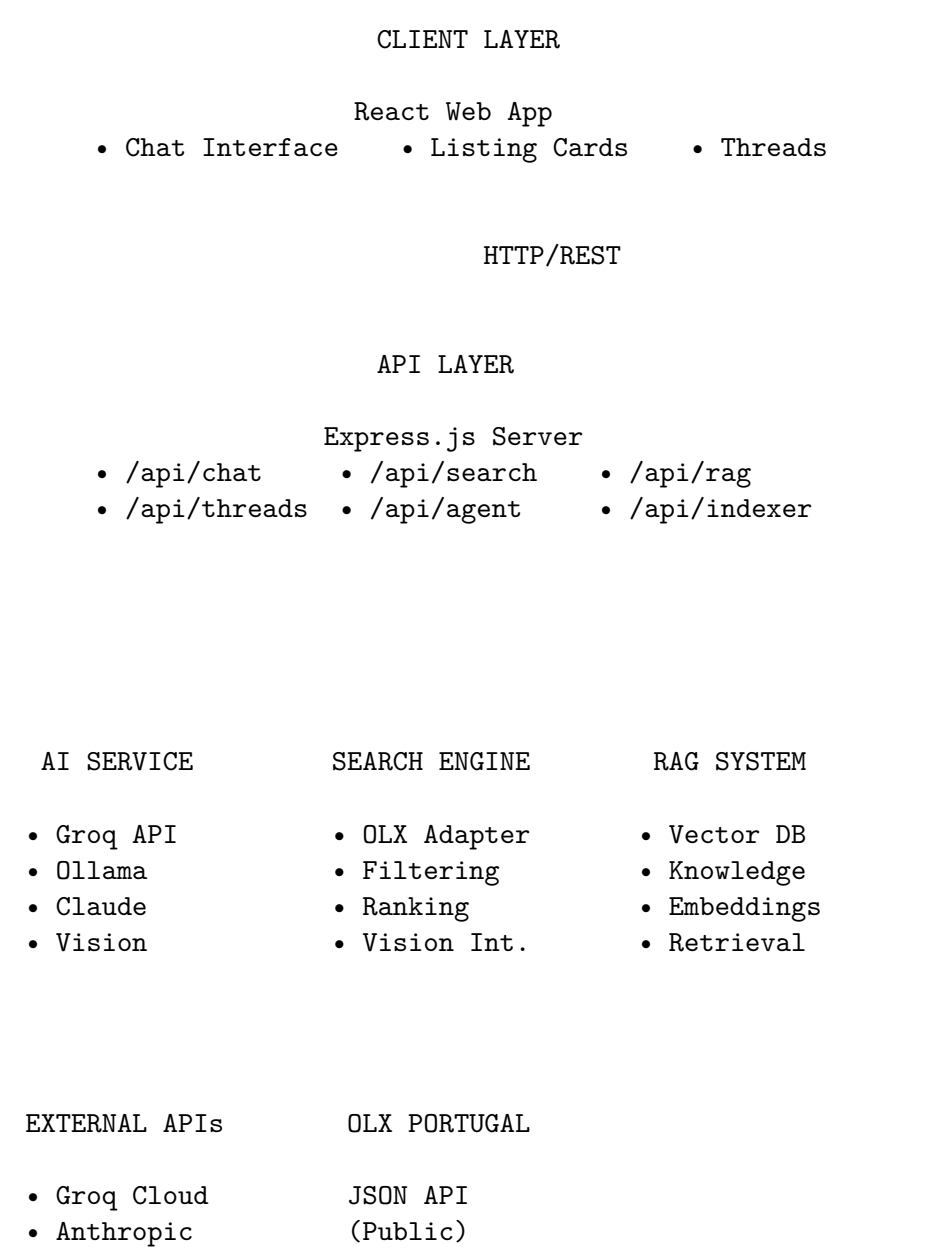 CLIENT LAYER
React Web App
• Chat Interface • Listing Cards • Threads
HTTP/REST
API LAYER
Express.js Server
• /api/chat • /api/search • /api/rag
• /api/threads • /api/agent • /api/indexer
AI SERVICE SEARCH ENGINE RAG SYSTEM
• Groq API • OLX Adapter • Vector DB
• Ollama • Filtering • Knowledge
• Claude • Ranking • Embeddings
• Vision • Vision Int. • Retrieval
EXTERNAL APIs OLX PORTUGAL
• Groq Cloud JSON API
• Anthropic (Public)